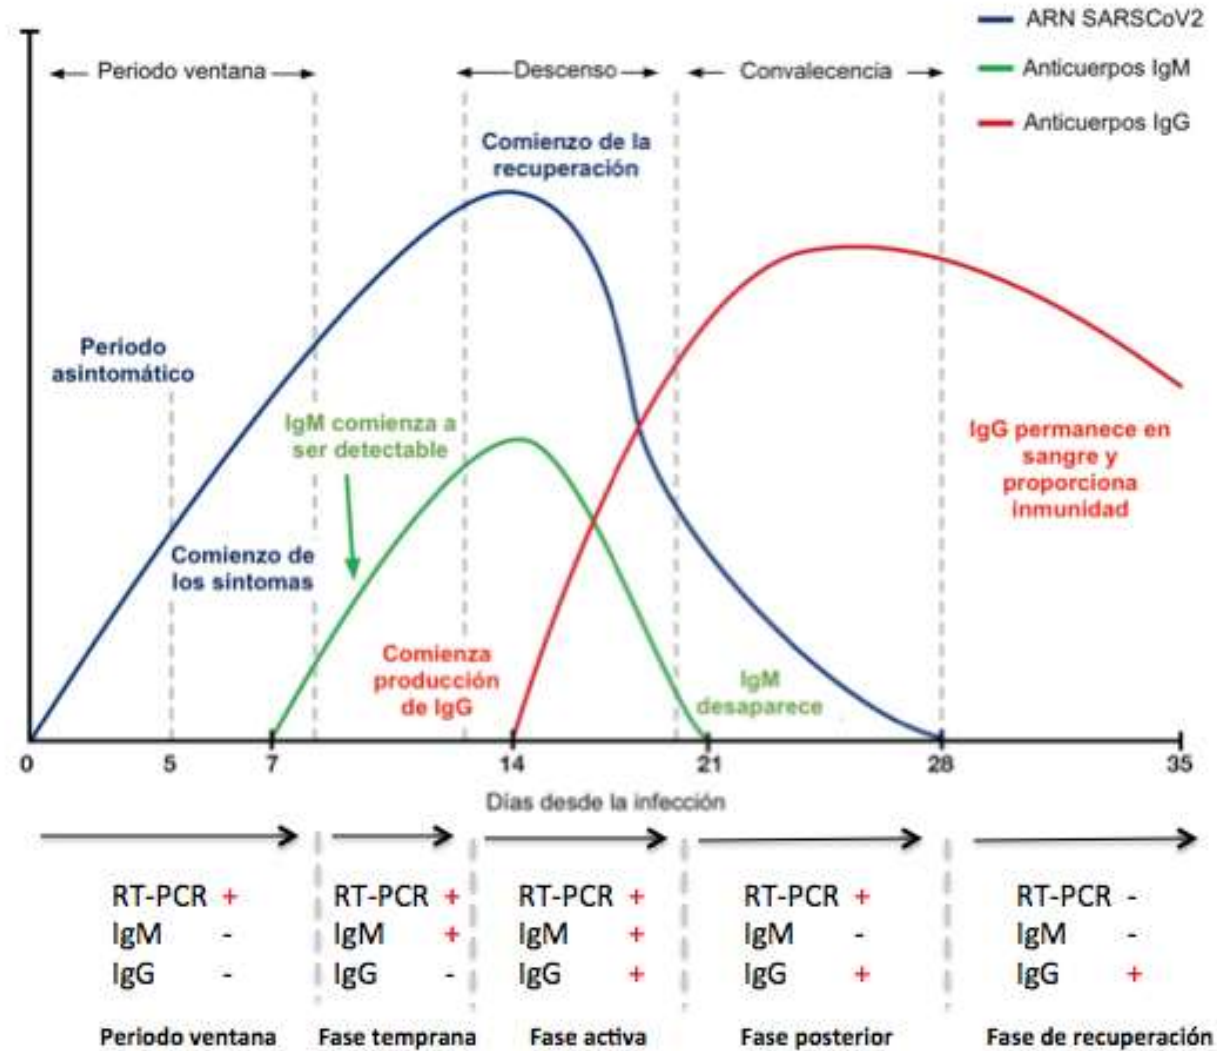 ARN SARSCoV2
Anticuerpos IgM
Anticuerpos IgG
Periodo ventana
Descenso
Convalecencia
Comienzo de la
recuperación
Periodo
asintomático
IgM comienza a
ser detectable
IgG permanece en
sangre y
proporciona
inmunidad
Comienzo de
los síntomas
Comienza
producción
de IgG
IgM
desaparece
0 5 7 14 21 28 35
Días desde la infección
RT-PCR + RT-PCR + RT-PCR + RT-PCR + RT-PCR -
IgM - IgM + IgM + IgM - IgM -
IgG - IgG - IgG + IgG + IgG +
Periodo ventana Fase temprana Fase activa Fase posterior Fase de recuperación